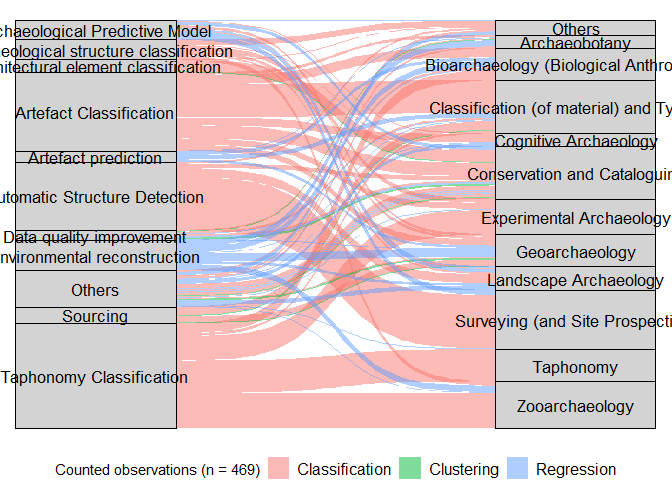 chaeological Predictive Model
eological structure classification
hitectural element classification
Artefact Classification
Artefact prediction
utomatic Structure Detection
Data quality improvement
nvironmental reconstruction
Others
Sourcing
Taphonomy Classification
Others
Archaeobotany
Bioarchaeology (Biological Anthro
Classification (of material) and Ty
Cognitive Archaeology
Conservation and Cataloguin
Experimental Archaeology
Geoarchaeology
Landscape Archaeology
Surveying (and Site Prospecti
Taphonomy
Zooarchaeology
Counted observations (n = 469) Classification Clustering Regression